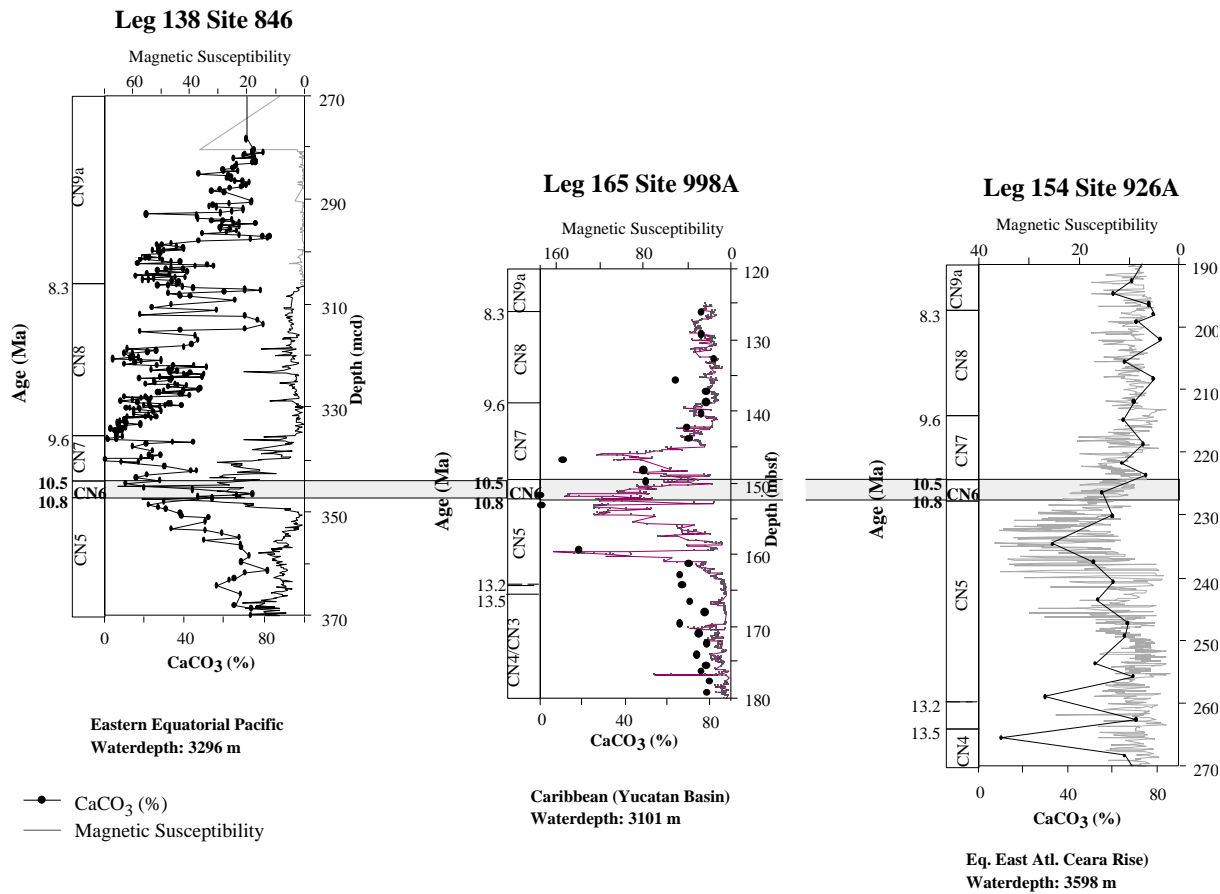 Leg 138 Site 846
Magnetic Susceptibility
60 40 20 0
270
290
310
330
350
370
Depth (mcd)
Age (Ma)
CN9a
8.3
CN8
9.6
CN7
10.5
CN6
10.8
CN5
0 40 80
CaCO3 (%)
Eastern Equatorial Pacific
Waterdepth: 3296 m
CaCO3 (%)
Magnetic Susceptibility
Leg 165 Site 998A
Magnetic Susceptibility
160 80 0
120
130
140
150
160
170
180
Depth (mbsf)
Age (Ma)
CN9a
8.3
CN8
9.6
CN7
10.5
CN6
10.8
CN5
13.2
13.5
CN4/CN3
0 40 80
CaCO3 (%)
Caribbean (Yucatan Basin)
Waterdepth: 3101 m
Leg 154 Site 926A
Magnetic Susceptibility
40 20 0
190
200
210
220
230
240
250
260
270
Age (Ma)
CN9a
8.3
CN8
9.6
CN7
10.5
CN6
10.8
CN5
13.2
13.5
CN4
0 40 80
CaCO3 (%)
Eq. East Atl. Ceara Rise)
Waterdepth: 3598 m